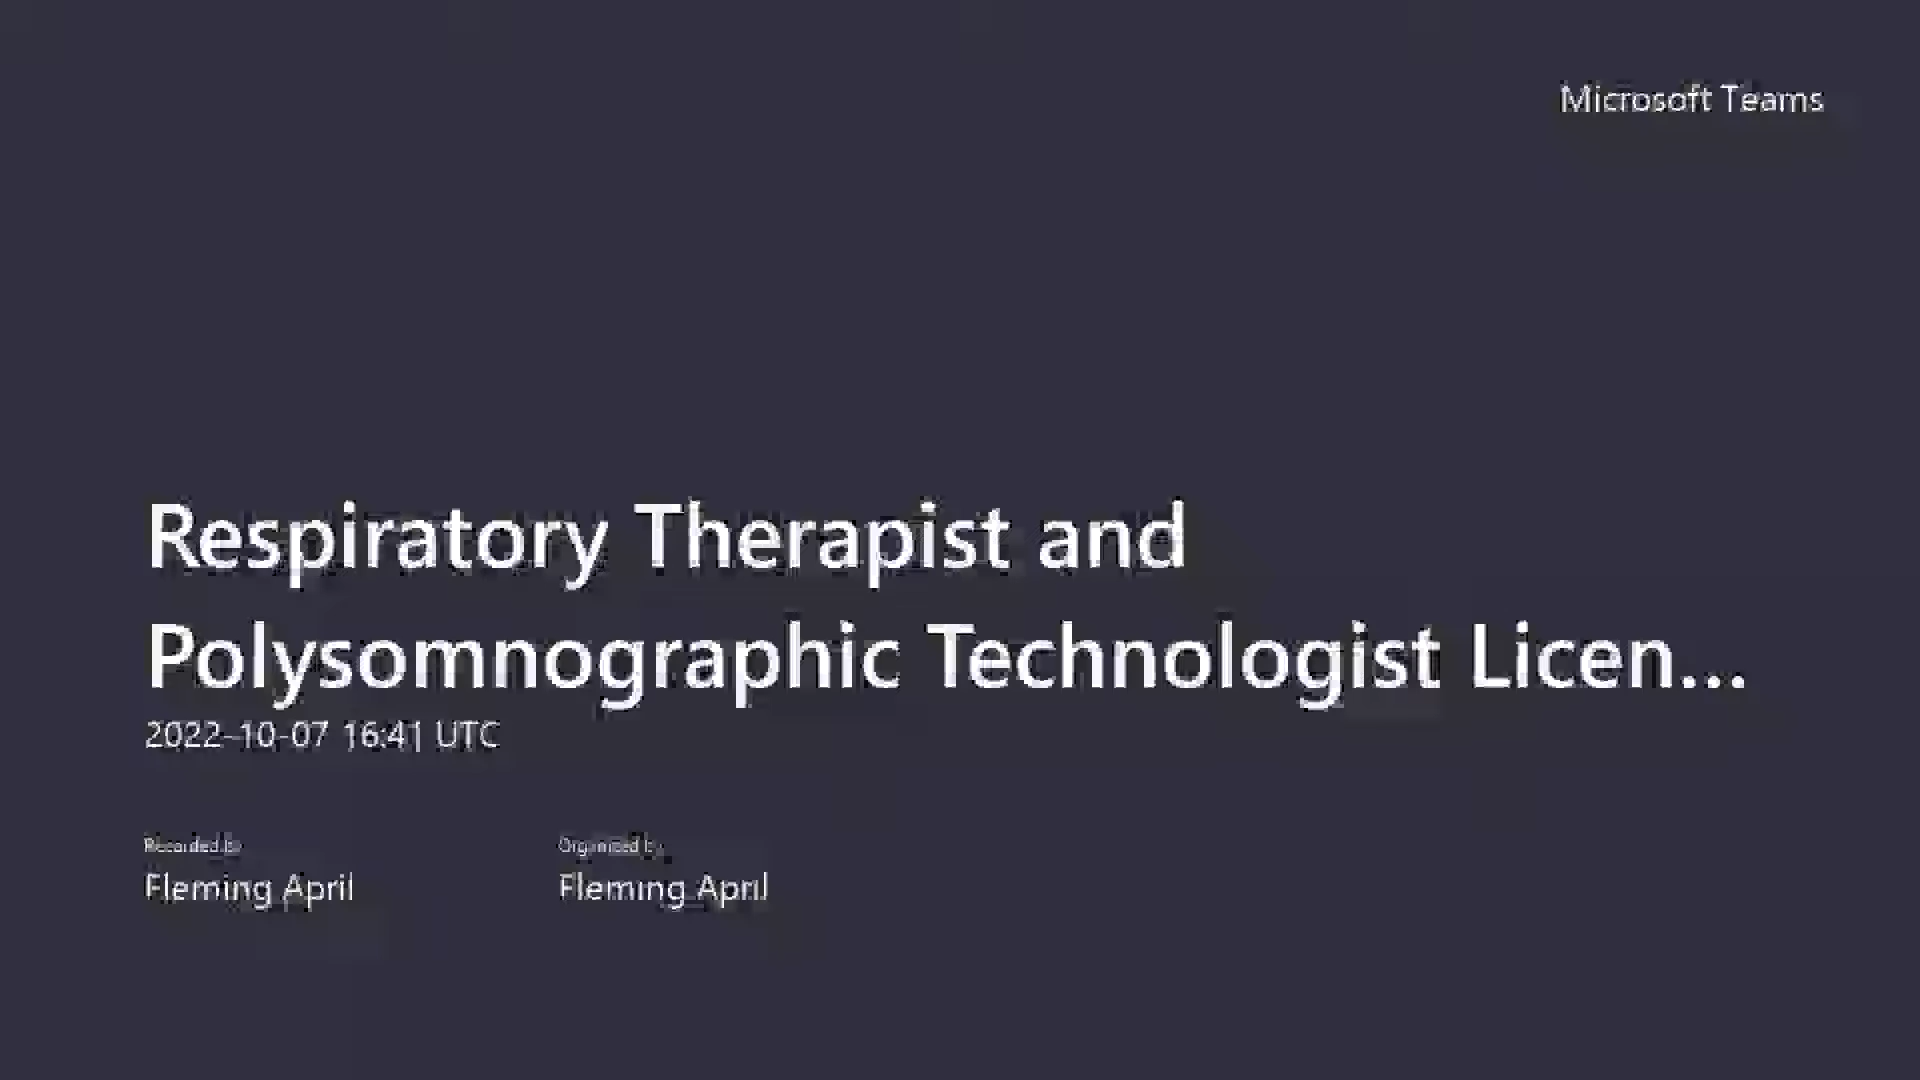 Microsoft Teams
Respiratory Therapist and
Polysomnographic Technologist Licen...
2022-10-07 16:41 UTC
Recorded by
Organized by
Fleming April
Fleming April